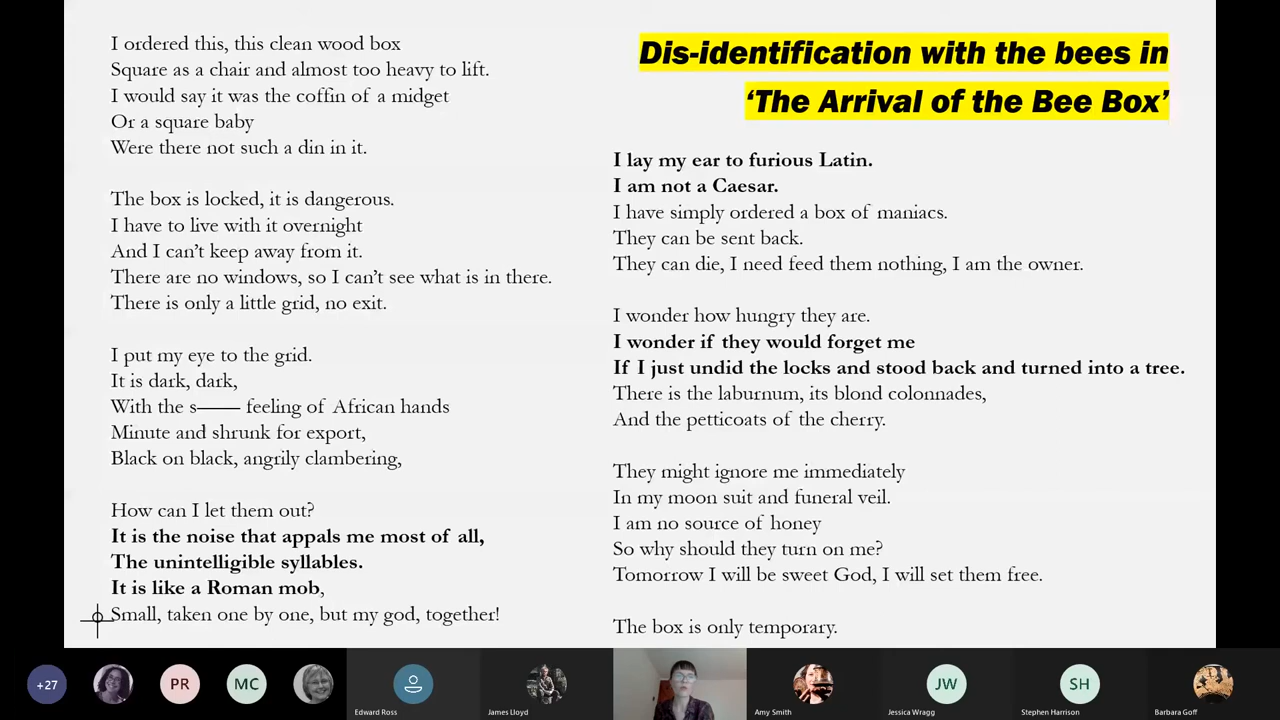 I ordered this, this clean wood box
Square as a chair and almost too heavy to lift.
I would say it was the coffin of a midget
Or a square baby
Were there not such a din in it.
The box is locked, it is dangerous.
I have to live with it overnight
And I can’t keep away from it.
There are no windows, so I can’t see what is in there.
There is only a little grid, no exit.
I put my eye to the grid.
It is dark, dark,
With the s—— feeling of African hands
Minute and shrunk for export,
Black on black, angrily clambering,
How can I let them out?
It is the noise that appals me most of all,
The unintelligible syllables.
It is like a Roman mob,
Small, taken one by one, but my god, together!
Dis-identification with the bees in
‘The Arrival of the Bee Box’
I lay my ear to furious Latin.
I am not a Caesar.
I have simply ordered a box of maniacs.
They can be sent back.
They can die, I need feed them nothing, I am the owner.
I wonder how hungry they are.
I wonder if they would forget me
If I just undid the locks and stood back and turned into a tree.
There is the laburnum, its blond colonnades,
And the petticoats of the cherry.
They might ignore me immediately
In my moon suit and funeral veil.
I am no source of honey
So why should they turn on me?
Tomorrow I will be sweet God, I will set them free.
The box is only temporary.
+27
PR
MC
Edward Ross
James Lloyd
Amy Smith
JW
Jessica Wragg
SH
Stephen Harrison
Barbara Goff